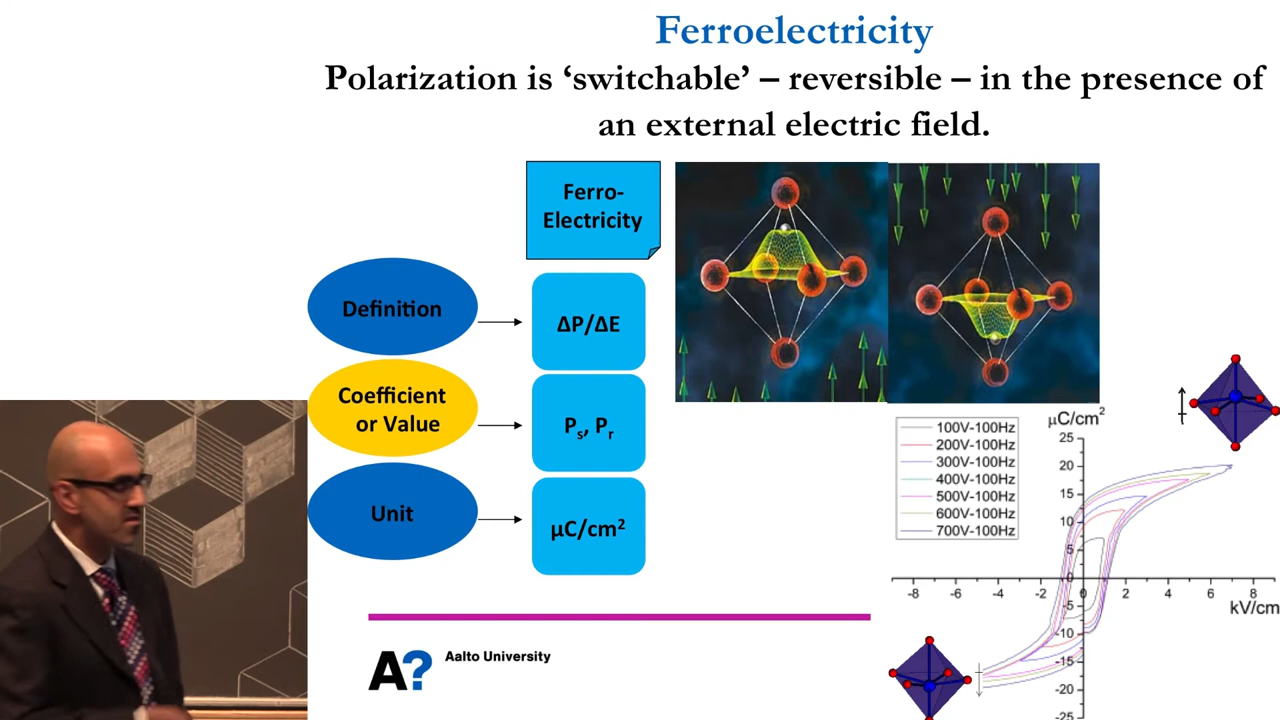 Ferroelectricity
Polarization is ‘switchable’ – reversible – in the presence of
an external electric field.
Ferro-
Electricity
Definition
ΔP/ΔE
Coefficient
or Value
Ps, Pr
Unit
μC/cm²
A?
Aalto University
100V-100Hz
200V-100Hz
300V-100Hz
400V-100Hz
500V-100Hz
600V-100Hz
700V-100Hz
μC/cm²
25
20
15
10
5
0
-5
-10
-15
-20
-25
-8
-6
-4
-2
0
2
4
6
8
kV/cm